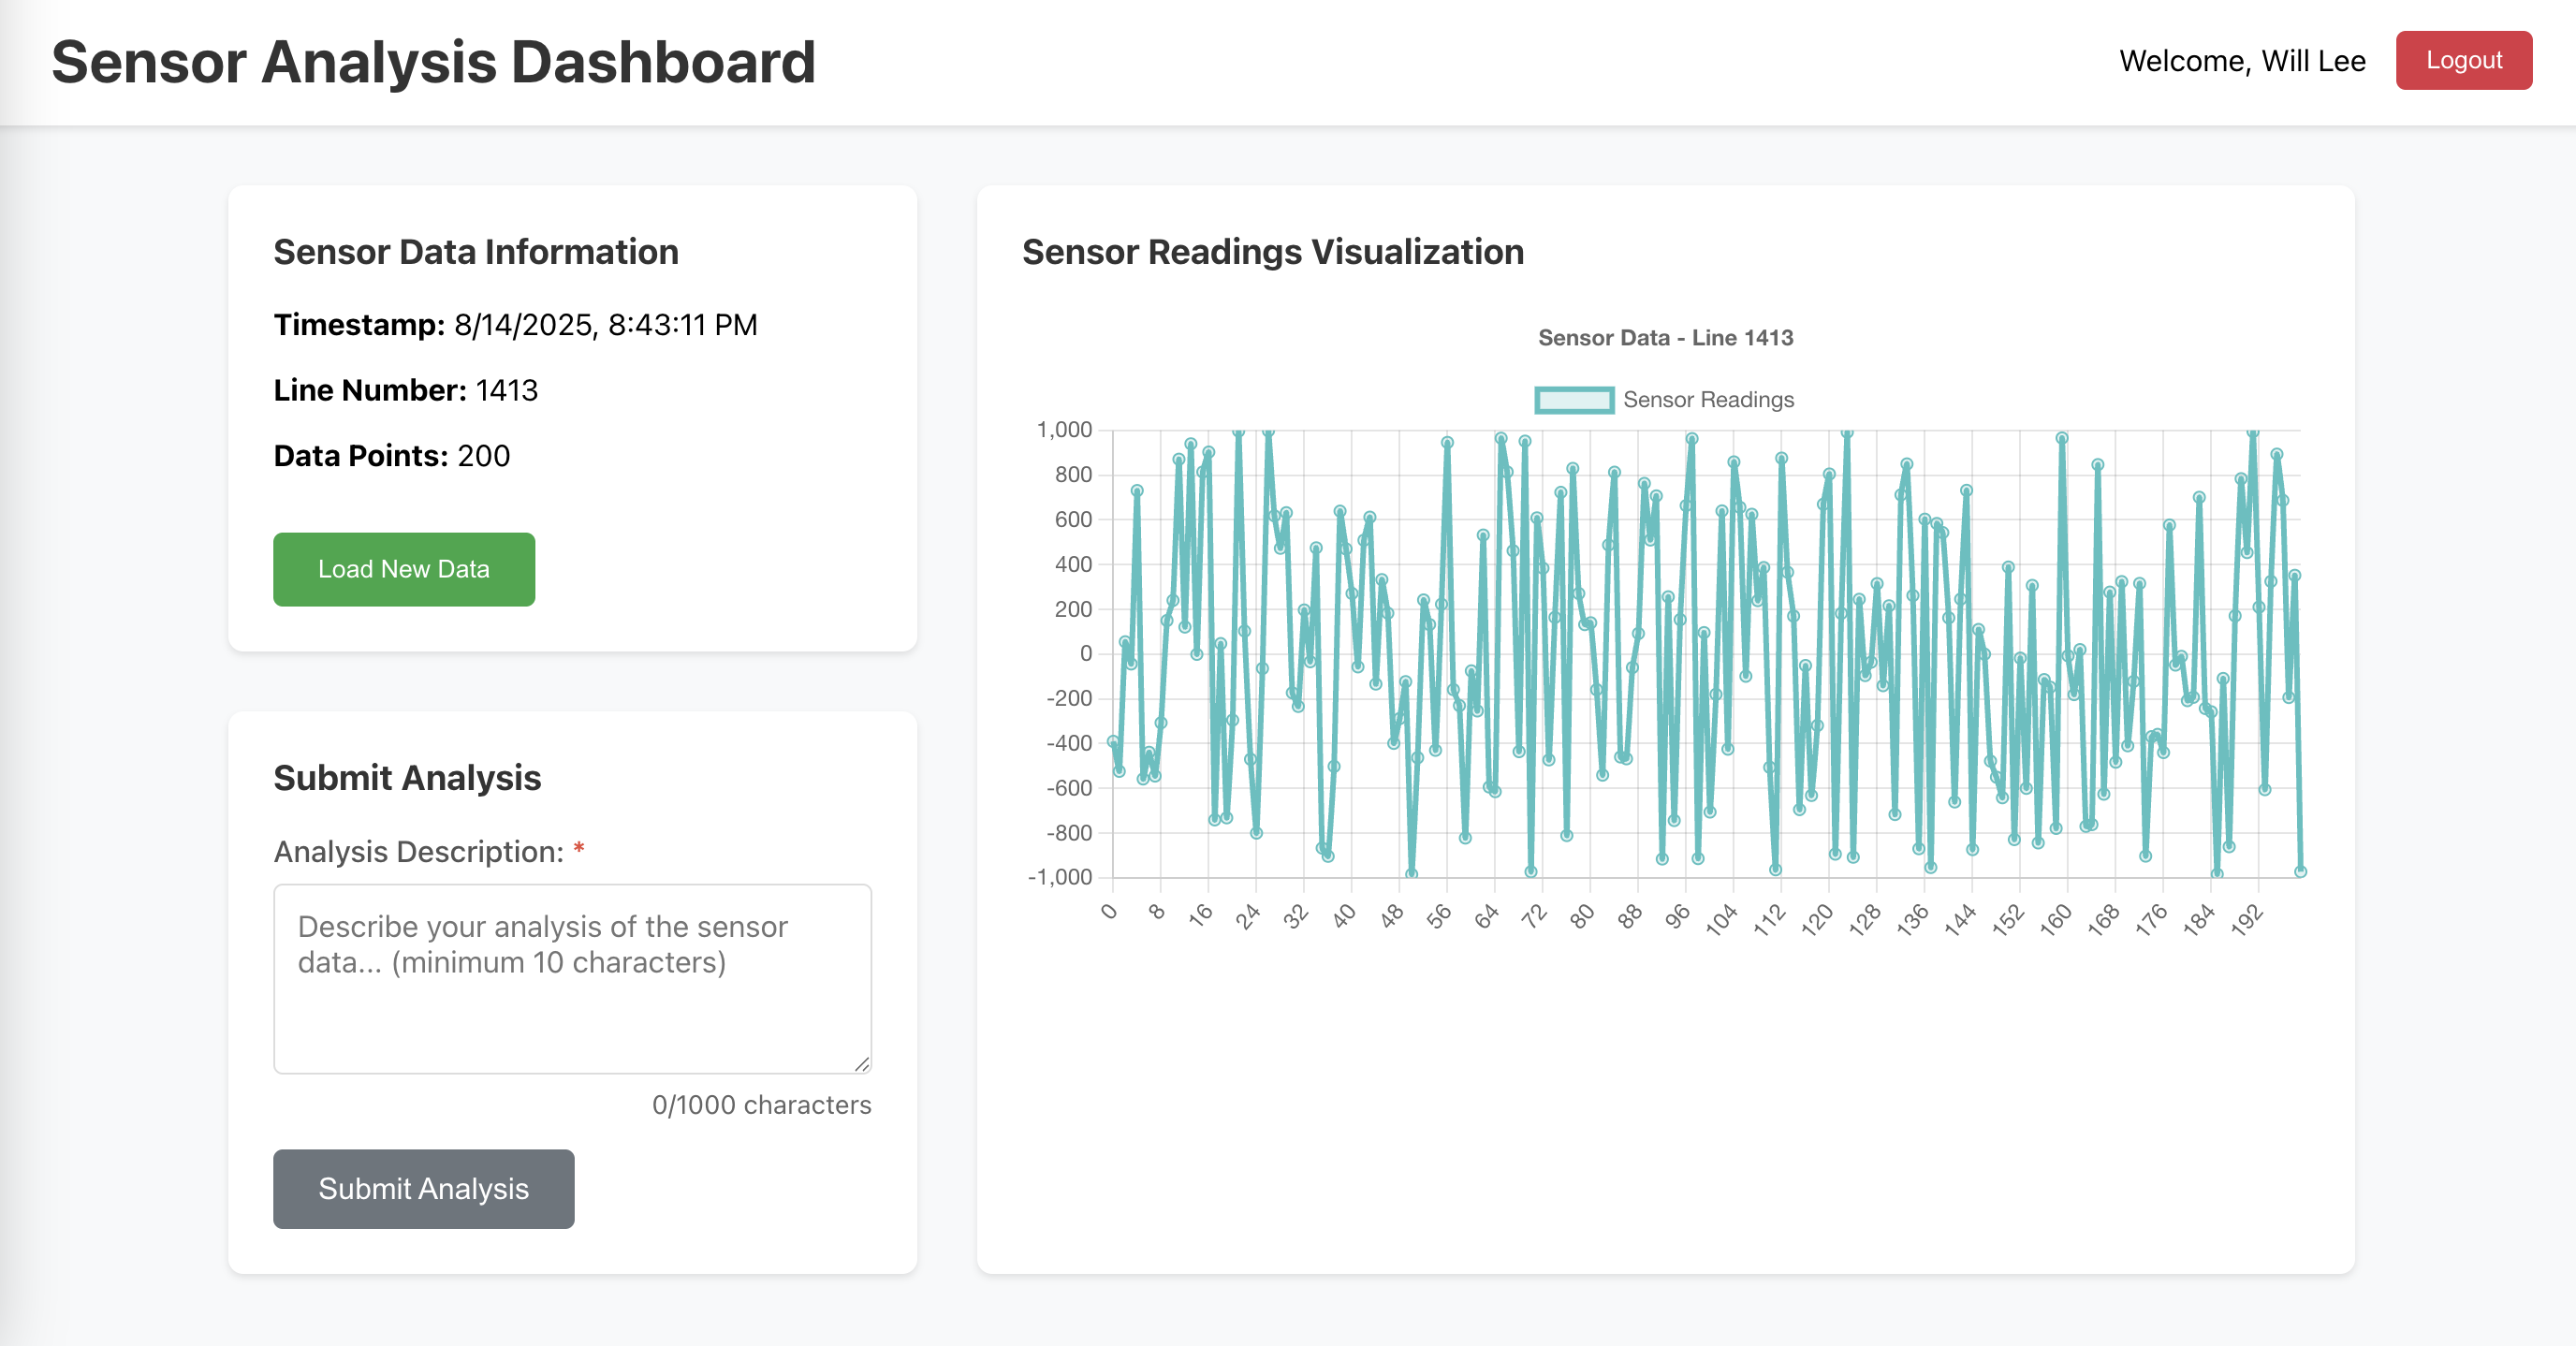 Sensor Analysis Dashboard
Welcome, Will Lee
Logout
Sensor Data Information
Timestamp: 8/14/2025, 8:43:11 PM
Line Number: 1413
Data Points: 200
Load New Data
Submit Analysis
Analysis Description: *
Describe your analysis of the sensor
data... (minimum 10 characters)
0/1000 characters
Submit Analysis
Sensor Readings Visualization
Sensor Data - Line 1413
Sensor Readings
1,000
800
600
400
200
0
-200
-400
-600
-800
-1,000
0 8 16 24 32 40 48 56 64 72 80 88 96 104 112 120 128 136 144 152 160 168 176 184 192